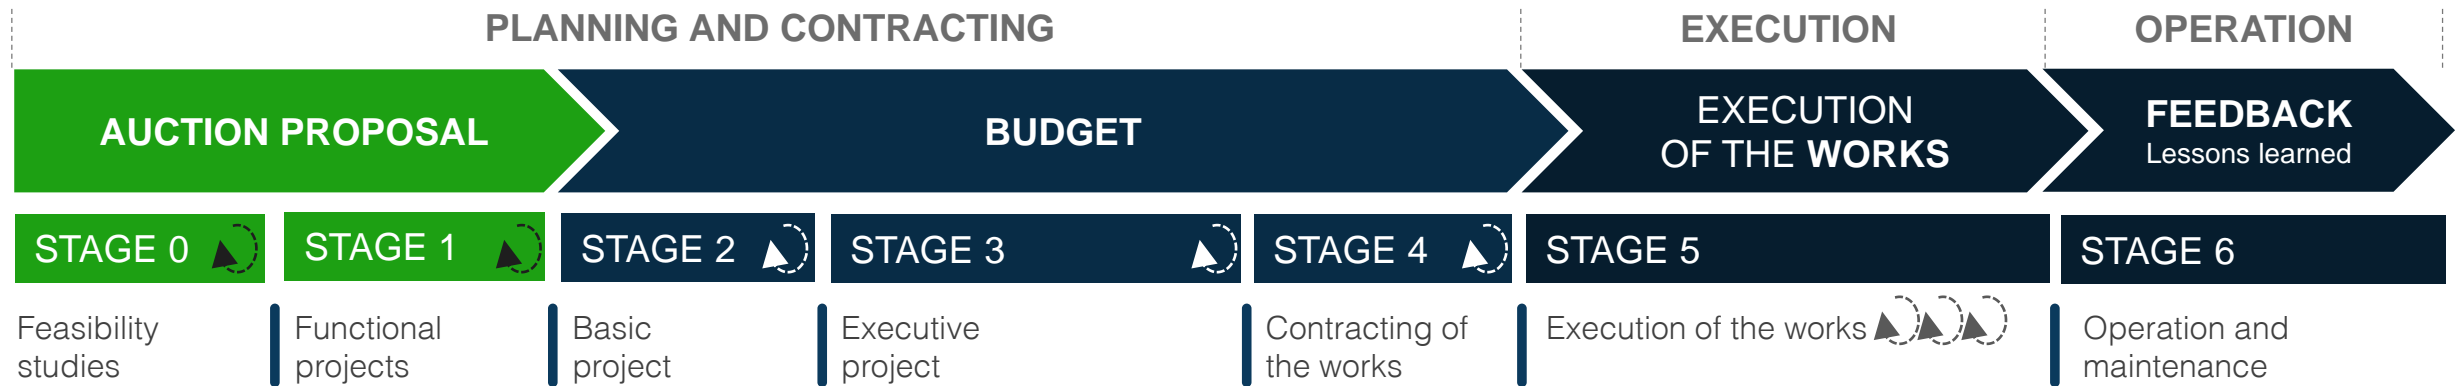 PLANNING AND CONTRACTING
EXECUTION
OPERATION
AUCTION PROPOSAL
BUDGET
EXECUTION
OF THE WORKS
FEEDBACK
Lessons learned
STAGE 0
STAGE 1
STAGE 2
STAGE 3
STAGE 4
STAGE 5
STAGE 6
Feasibility
studies
Functional
projects
Basic
project
Executive
project
Contracting of
the works
Execution of the works
Operation and
maintenance